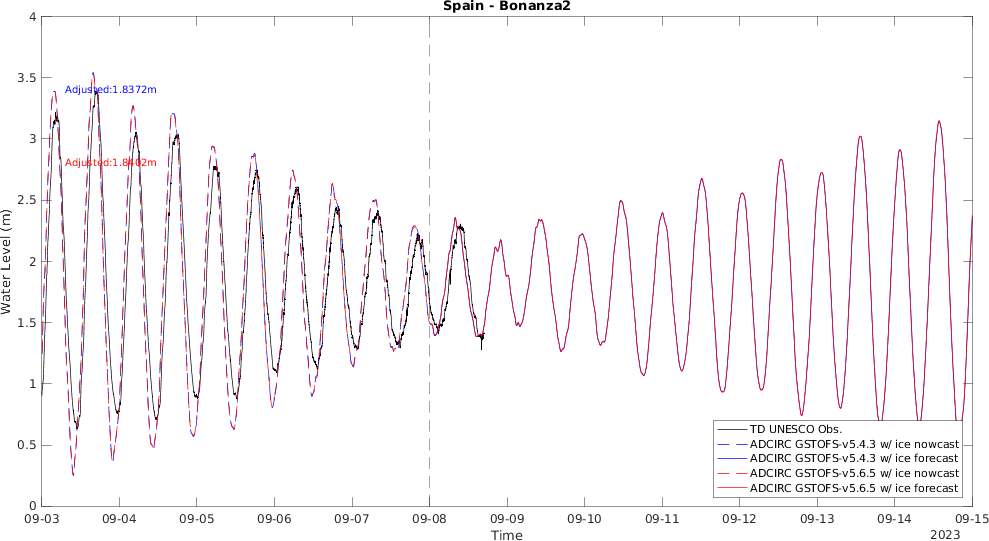 Spain - Bonanza2
4
3.5
3
2.5
2
1.5
1
0.5
0
Water Level (m)
Adjusted:1.8372m
Adjusted:1.8402m
TD UNESCO Obs.
ADCIRC GSTOFS-v5.4.3 w/ ice nowcast
ADCIRC GSTOFS-v5.4.3 w/ ice forecast
ADCIRC GSTOFS-v5.6.5 w/ ice nowcast
ADCIRC GSTOFS-v5.6.5 w/ ice forecast
09-03 09-04 09-05 09-06 09-07 09-08 09-09 09-10 09-11 09-12 09-13 09-14 09-15
Time
2023